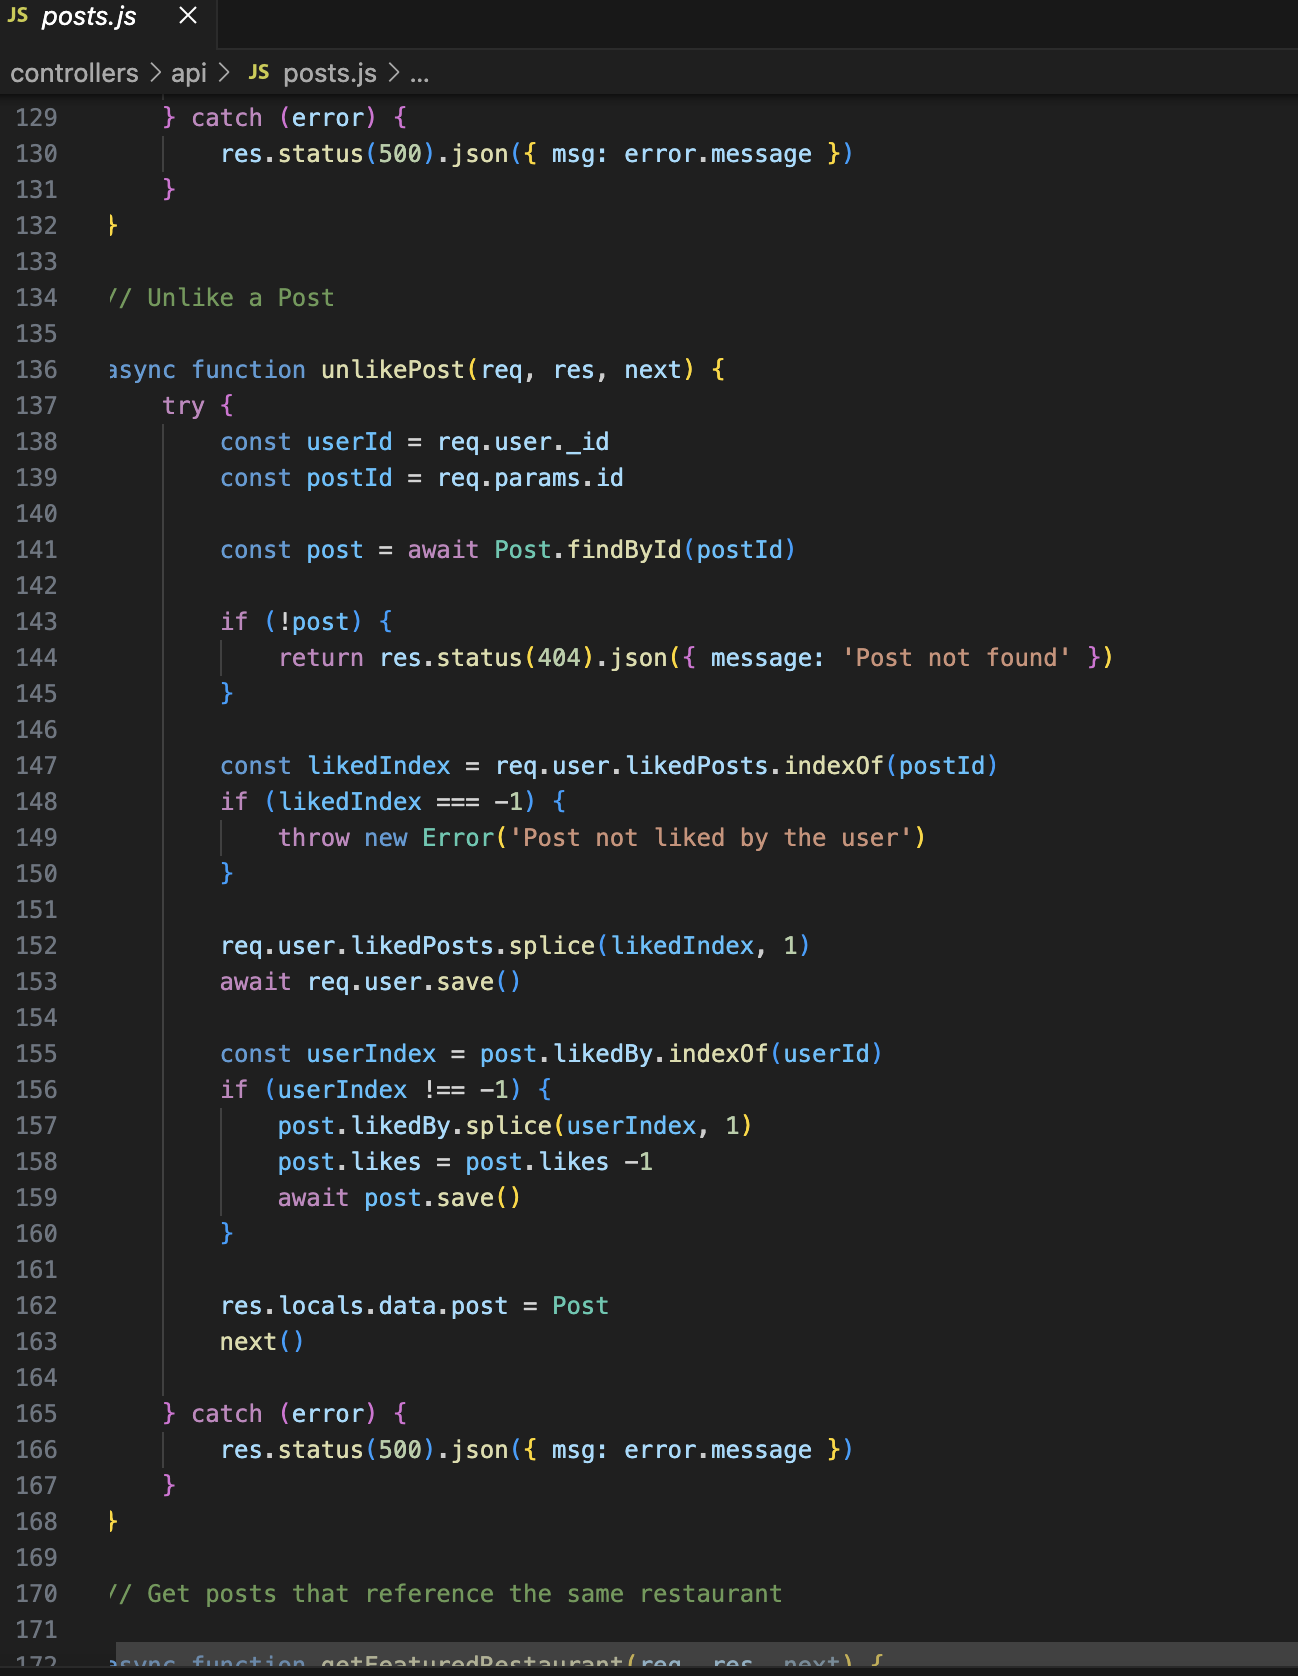 JS posts.js ×
controllers > api > JS posts.js > ...
129 } catch (error) {
130 res.status(500).json({ msg: error.message })
131 }
132 }
133
134 // Unlike a Post
135
136 async function unlikePost(req, res, next) {
137 try {
138 const userId = req.user._id
139 const postId = req.params.id
140
141 const post = await Post.findById(postId)
142
143 if (!post) {
144 return res.status(404).json({ message: 'Post not found' })
145 }
146
147 const likedIndex = req.user.likedPosts.indexOf(postId)
148 if (likedIndex === -1) {
149 throw new Error('Post not liked by the user')
150 }
151
152 req.user.likedPosts.splice(likedIndex, 1)
153 await req.user.save()
154
155 const userIndex = post.likedBy.indexOf(userId)
156 if (userIndex !== -1) {
157 post.likedBy.splice(userIndex, 1)
158 post.likes = post.likes -1
159 await post.save()
160 }
161
162 res.locals.data.post = Post
163 next()
164
165 } catch (error) {
166 res.status(500).json({ msg: error.message })
167 }
168 }
169
170 // Get posts that reference the same restaurant
171
172 async function getFeaturedRestaurant(req, res, next) {